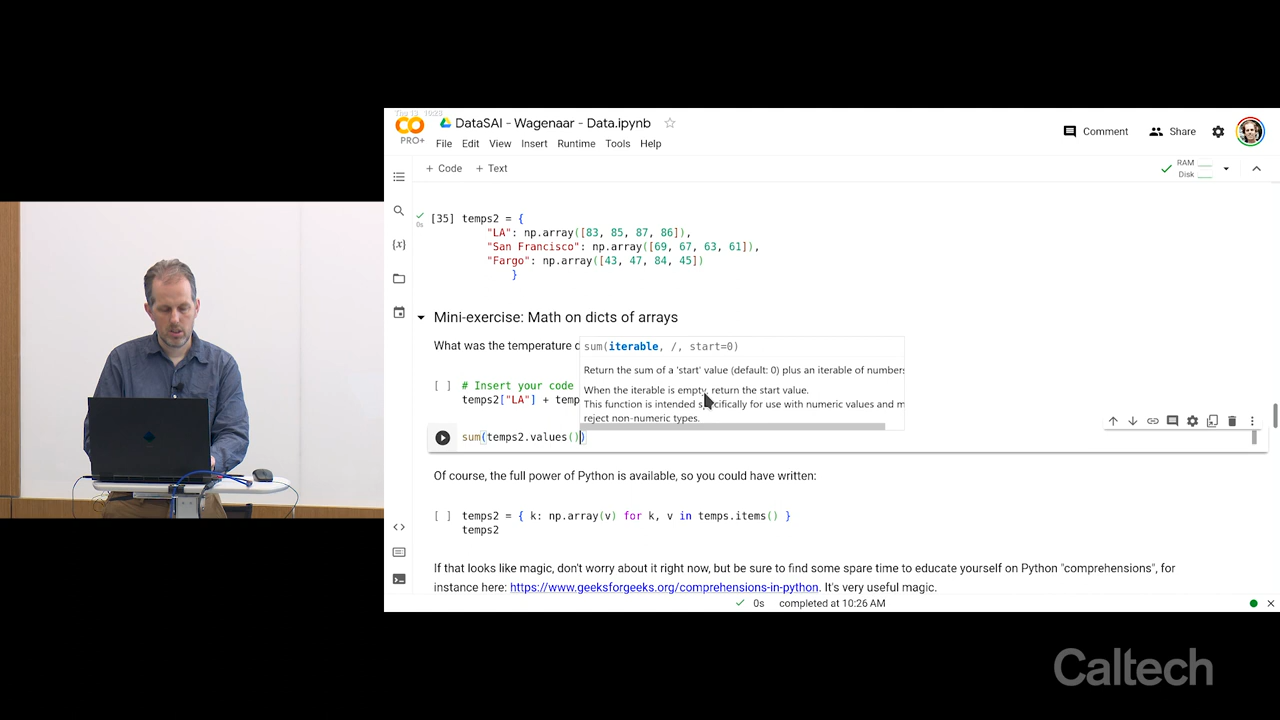 DataSAI - Wagenaar - Data.ipynb
PRO+
File Edit View Insert Runtime Tools Help
Comment
Share
+ Code + Text
RAM
Disk
[35] temps2 = {
0s
"LA": np.array([83, 85, 87, 86]),
"San Francisco": np.array([69, 67, 63, 61]),
"Fargo": np.array([43, 47, 84, 45])
}
Mini-exercise: Math on dicts of arrays
What was the temperature
sum(iterable, /, start=0)
Return the sum of a 'start' value (default: 0) plus an iterable of numbers
When the iterable is empty, return the start value.
This function is intended specifically for use with numeric values and m
reject non-numeric types.
[ ] # Insert your code
temps2["LA"] + temp
sum(temps2.values())
Of course, the full power of Python is available, so you could have written:
[ ] temps2 = { k: np.array(v) for k, v in temps.items() }
temps2
If that looks like magic, don't worry about it right now, but be sure to find some spare time to educate yourself on Python "comprehensions", for
instance here: https://www.geeksforgeeks.org/comprehensions-in-python. It's very useful magic.
0s completed at 10:26 AM
Caltech